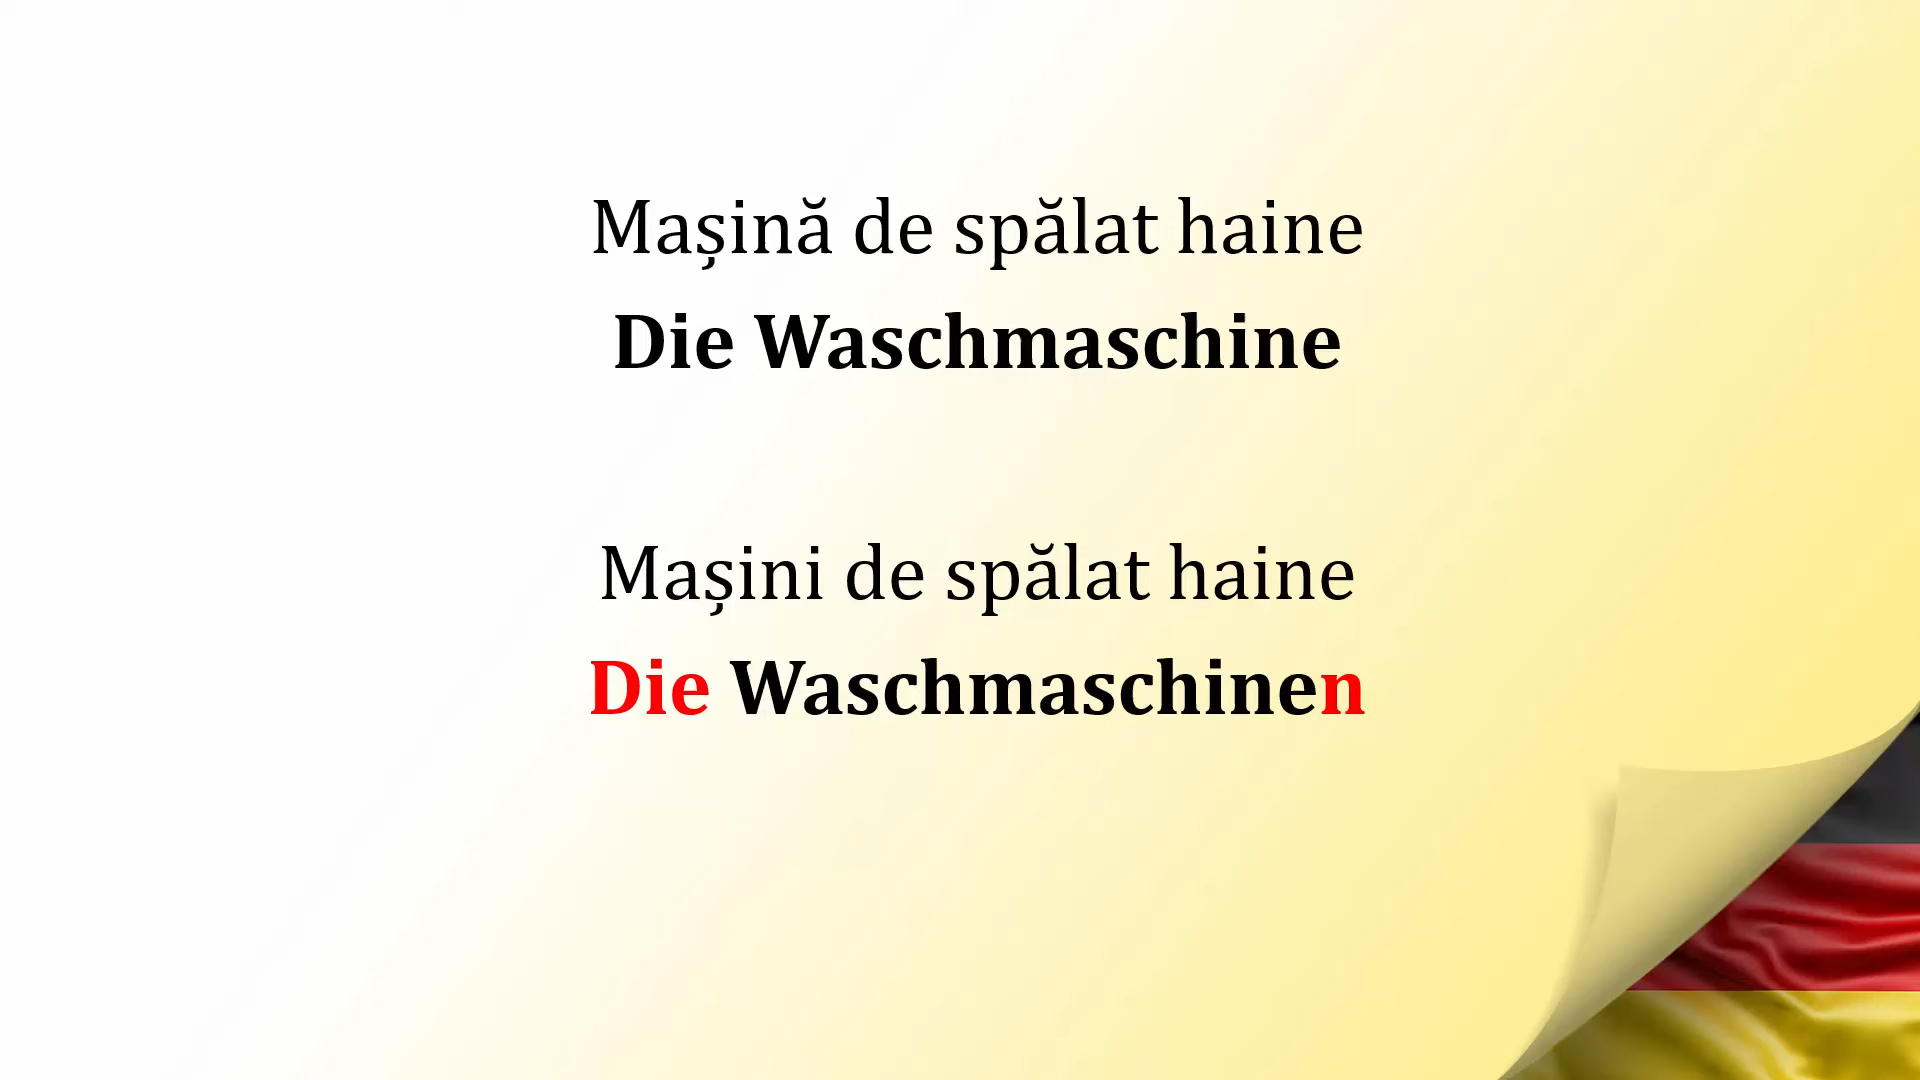 Mașină de spălat haine
Die Waschmaschine
Mașini de spălat haine
Die Waschmaschinen